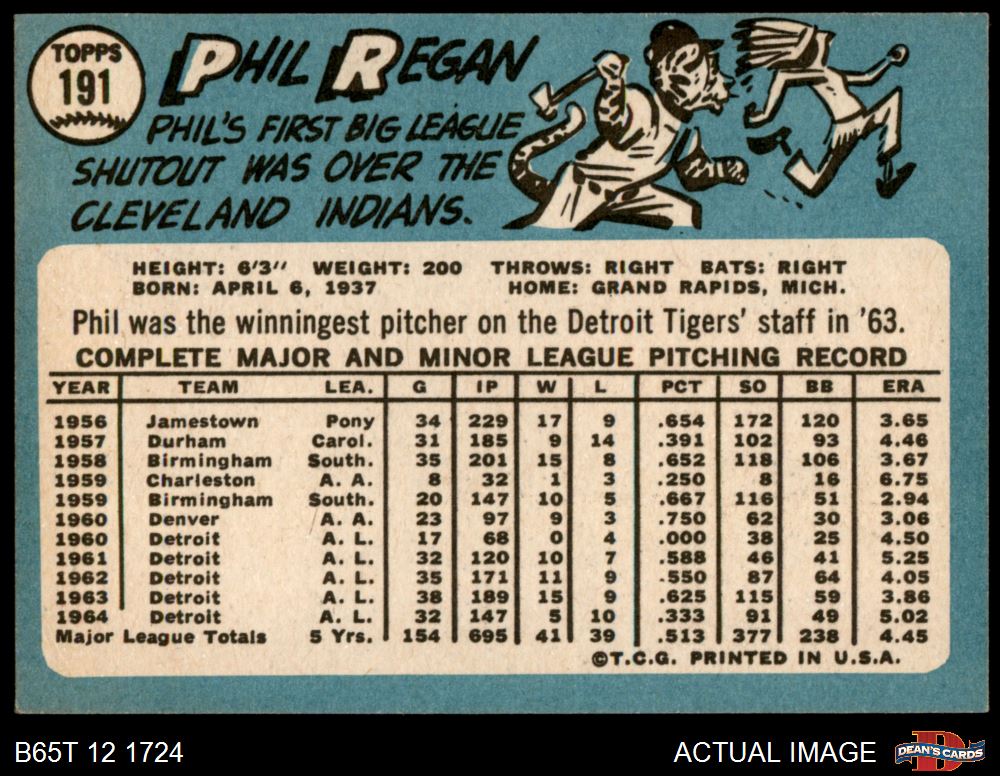 TOPPS
191
PHIL REGAN
PHIL'S FIRST BIG LEAGUE
SHUTOUT WAS OVER THE
CLEVELAND INDIANS.
HEIGHT: 6'3" WEIGHT: 200 THROWS: RIGHT BATS: RIGHT
BORN: APRIL 6, 1937 HOME: GRAND RAPIDS, MICH.
Phil was the winningest pitcher on the Detroit Tigers' staff in '63.
COMPLETE MAJOR AND MINOR LEAGUE PITCHING RECORD
YEAR TEAM LEA. G IP W L PCT SO BB ERA
1956 Jamestown Pony 34 229 17 9 .654 172 120 3.65
1957 Durham Carol. 31 185 9 14 .391 102 93 4.46
1958 Birmingham South. 35 201 15 8 .652 118 106 3.67
1959 Charleston A. A. 8 32 1 3 .250 8 16 6.75
1959 Birmingham South. 20 147 10 5 .667 116 51 2.94
1960 Denver A. A. 23 97 9 3 .750 62 30 3.06
1960 Detroit A. L. 17 68 0 4 .000 38 25 4.50
1961 Detroit A. L. 32 120 10 7 .588 46 41 5.25
1962 Detroit A. L. 35 171 11 9 .550 87 64 4.05
1963 Detroit A. L. 38 189 15 9 .625 115 59 3.86
1964 Detroit A. L. 32 147 5 10 .333 91 49 5.02
Major League Totals 5 Yrs. 154 695 41 39 .513 377 238 4.45
©T.C.G. PRINTED IN U.S.A.
B65T 12 1724 ACTUAL IMAGE DEAN'S CARDS